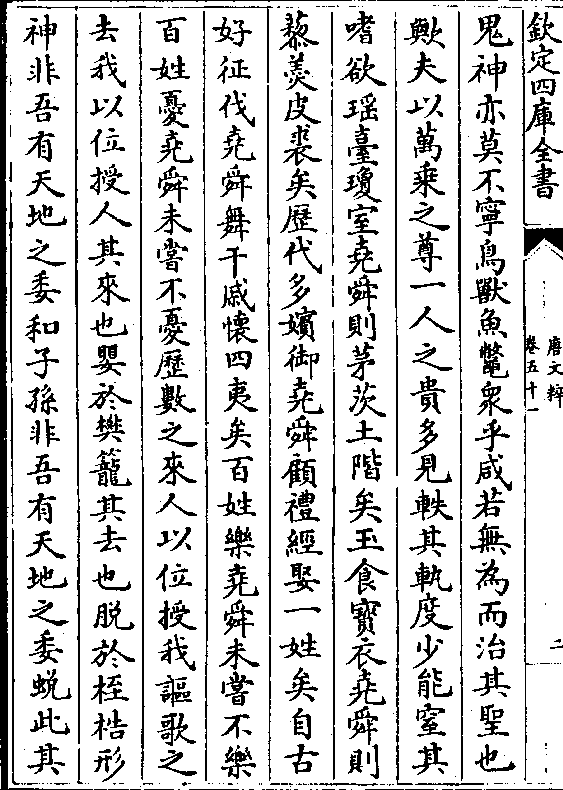 欽定四庫全書
唐文粹
卷五十一
二
鬼神亦莫不寧鳥獸魚鼈衆乎咸若無為而治其聖也
歟夫以萬乘之尊一人之貴多見軼其軌度少能窒其
嗜欲瑶臺瓊室堯舜則茅茨土階矣玉食寶衣堯舜則
藜羮皮裘矣歴代多嬪御堯舜顧禮經娶一姓矣自古
好征伐堯舜舞干戚懷四夷矣百姓樂堯舜未嘗不樂
百姓憂堯舜未嘗不憂歴數之來人以位授我謳歌之
去我以位授人其來也嬰於樊籠其去也脱於桎梏形
神非吾有天地之委和子孫非吾有天地之委蜕此其